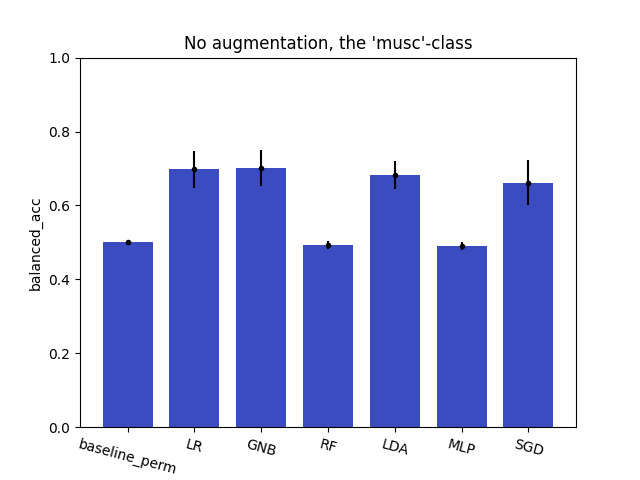 No augmentation, the 'musc'-class
1.0
0.8
0.6
0.4
0.2
0.0
balanced_acc
baseline_perm LR GNB RF LDA MLP SGD